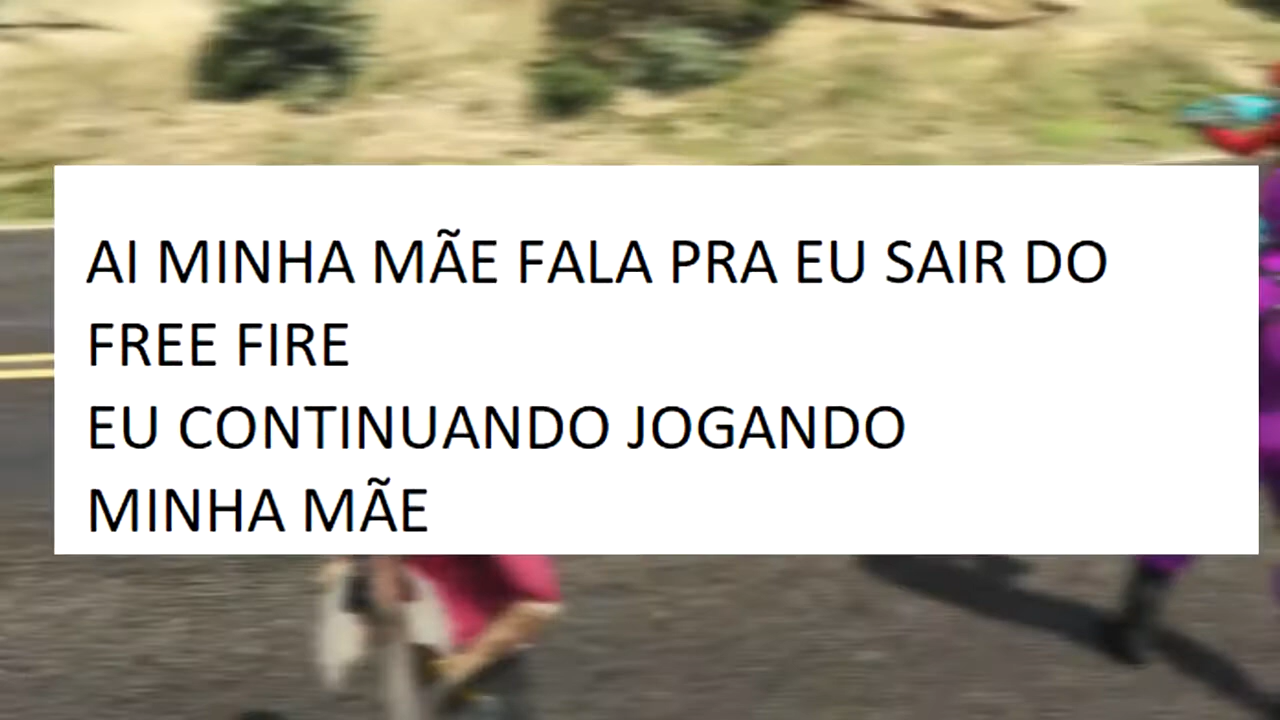 AI MINHA MÃE FALA PRA EU SAIR DO
FREE FIRE
EU CONTINUANDO JOGANDO
MINHA MÃE